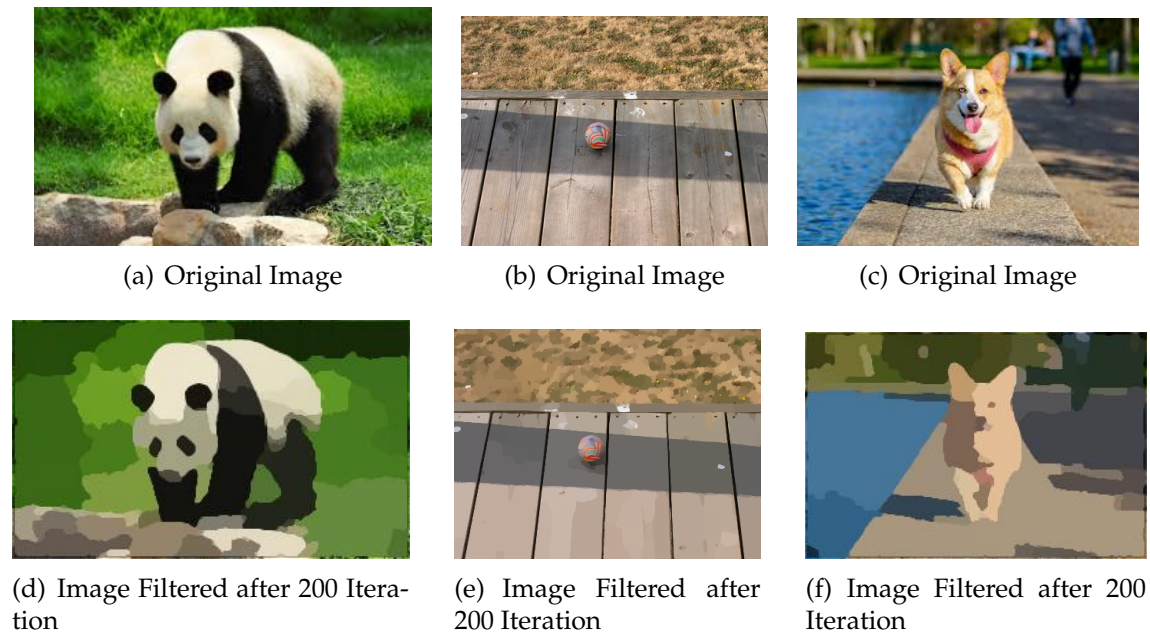 (a) Original Image
(b) Original Image
(c) Original Image
(d) Image Filtered after 200 Itera-
tion
(e) Image Filtered after
200 Iteration
(f) Image Filtered after 200
Iteration